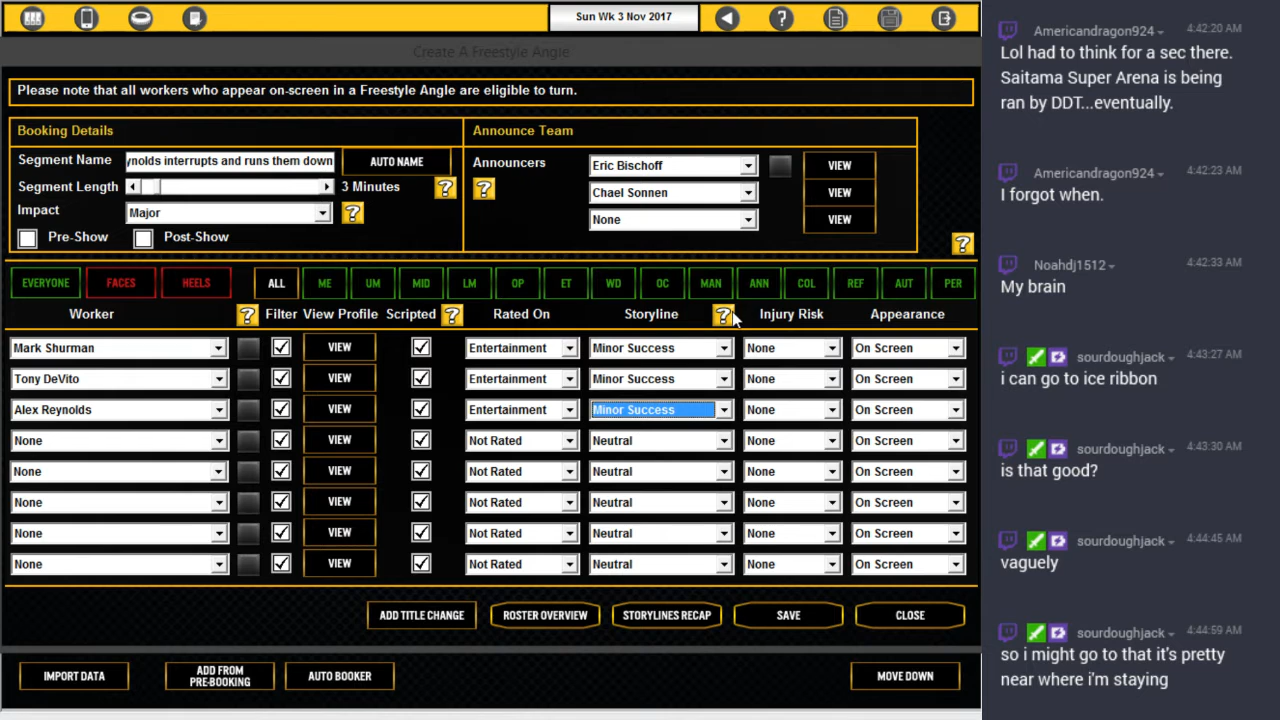 Sun Wk 3 Nov 2017
Create A Freestyle Angle
Please note that all workers who appear on-screen in a Freestyle Angle are eligible to turn.
Booking Details
Segment Name
ynolds interrupts and runs them down
AUTO NAME
Segment Length
3 Minutes
?
Impact
Major
?
Pre-Show
Post-Show
Announce Team
Announcers
Eric Bischoff
VIEW
?
Chael Sonnen
VIEW
None
VIEW
?
EVERYONE FACES HEELS ALL ME UM MID LM OP ET WD OC MAN ANN COL REF AUT PER
Worker ? Filter View Profile Scripted ? Rated On Storyline ? Injury Risk Appearance
Mark Shurman VIEW Entertainment Minor Success None On Screen
Tony DeVito VIEW Entertainment Minor Success None On Screen
Alex Reynolds VIEW Entertainment Minor Success None On Screen
None VIEW Not Rated Neutral None On Screen
None VIEW Not Rated Neutral None On Screen
None VIEW Not Rated Neutral None On Screen
None VIEW Not Rated Neutral None On Screen
None VIEW Not Rated Neutral None On Screen
ADD TITLE CHANGE ROSTER OVERVIEW STORYLINES RECAP SAVE CLOSE
IMPORT DATA
ADD FROM
PRE-BOOKING
AUTO BOOKER
MOVE DOWN
Americandragon924 4:42:20 AM
Lol had to think for a sec there.
Saitama Super Arena is being
ran by DDT...eventually.
Americandragon924 4:42:23 AM
I forgot when.
Noahdj1512 4:42:33 AM
My brain
sourdoughjack 4:43:27 AM
i can go to ice ribbon
sourdoughjack 4:43:30 AM
is that good?
sourdoughjack 4:44:45 AM
vaguely
sourdoughjack 4:44:59 AM
so i might go to that it's pretty
near where i'm staying